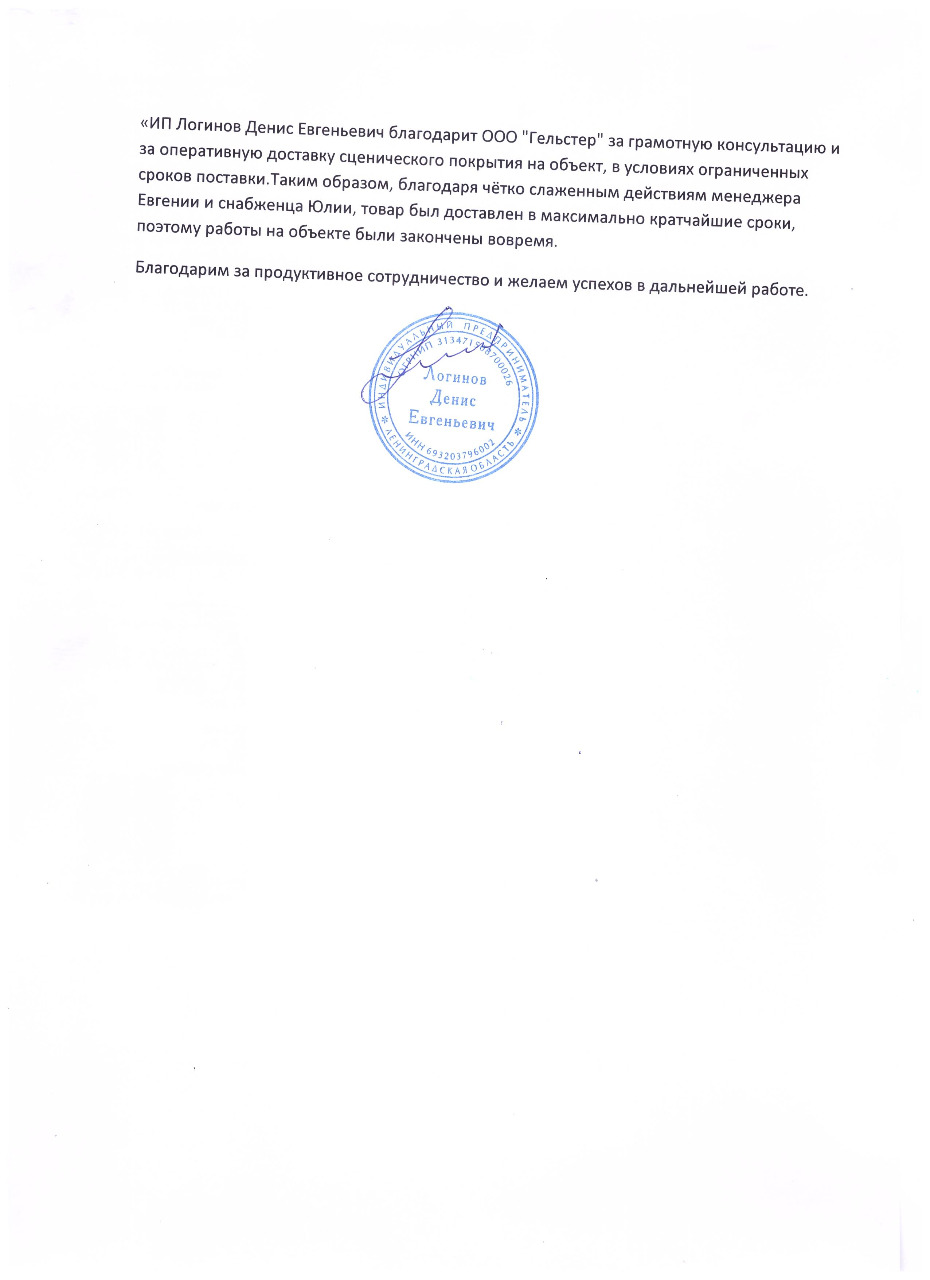 «ИП Логинов Денис Евгеньевич благодарит ООО "Гельстер" за грамотную консультацию и
за оперативную доставку сценического покрытия на объект, в условиях ограниченных
сроков поставки.Таким образом, благодаря чётко слаженным действиям менеджера
Евгении и снабженца Юлии, товар был доставлен в максимально кратчайшие сроки,
поэтому работы на объекте были закончены вовремя.
Благодарим за продуктивное сотрудничество и желаем успехов в дальнейшей работе.
ИНДИВИДУАЛЬНЫЙ ПРЕДПРИНИМАТЕЛЬ
ОГРНИП
Логинов
Денис
Евгеньевич
ИНН 693203796002
* ЛЕНИНГРАДСКАЯ ОБЛАСТЬ *